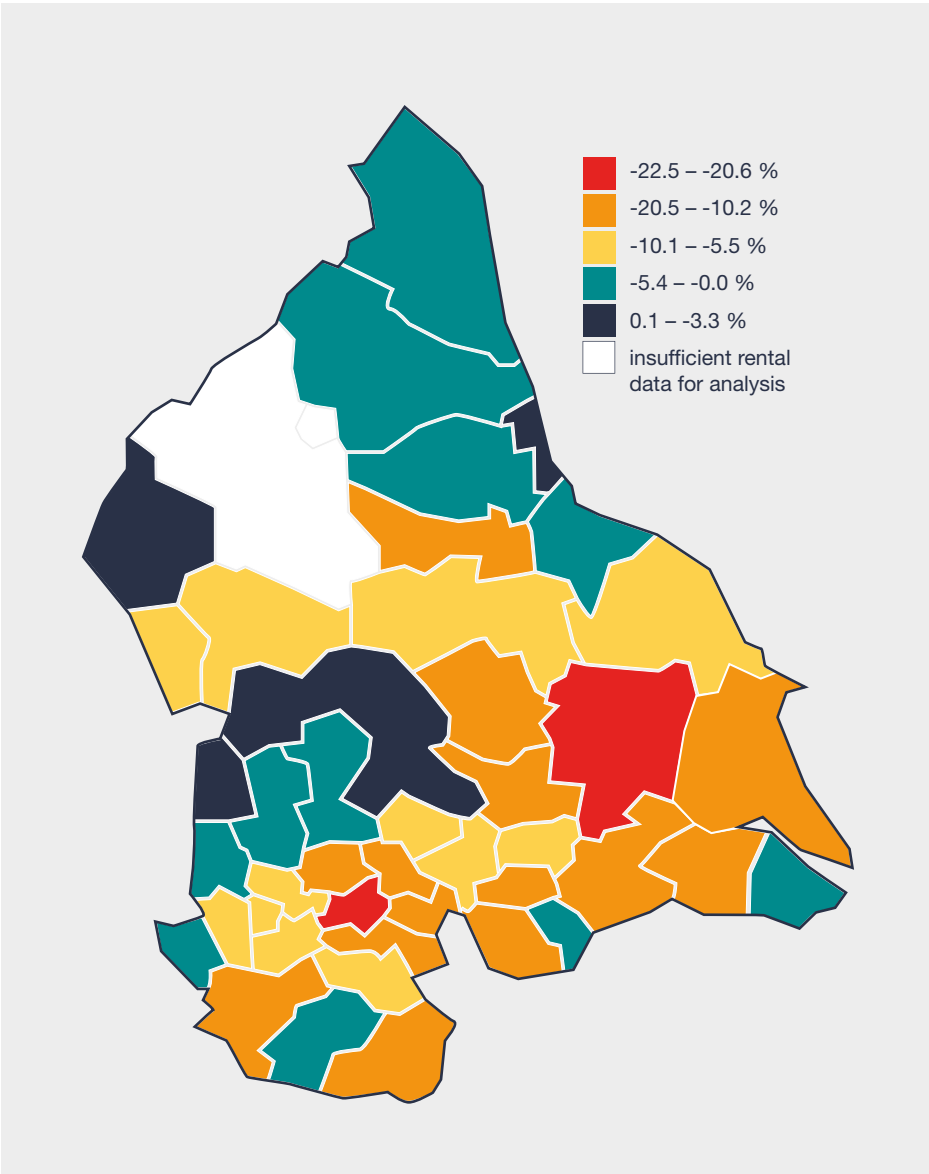 -22.5 – -20.6 %
-20.5 – -10.2 %
-10.1 – -5.5 %
-5.4 – -0.0 %
0.1 – -3.3 %
insufficient rental
data for analysis